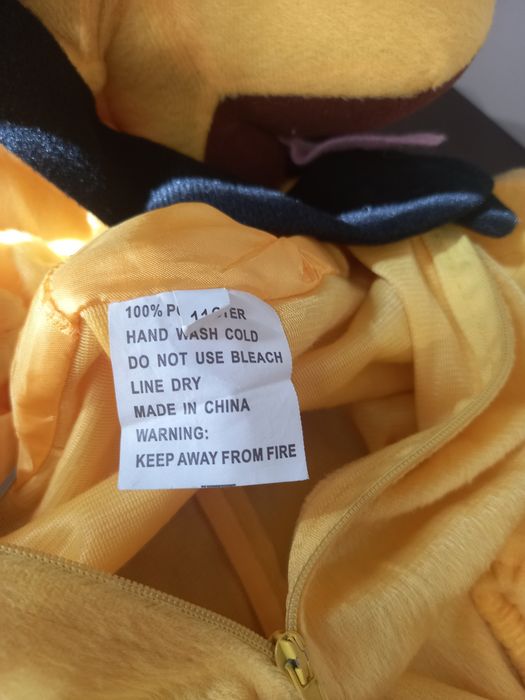 100%
HAND WASH COLD
DO NOT USE BLEACH
LINE DRY
MADE IN CHINA
WARNING:
KEEP AWAY FROM FIRE